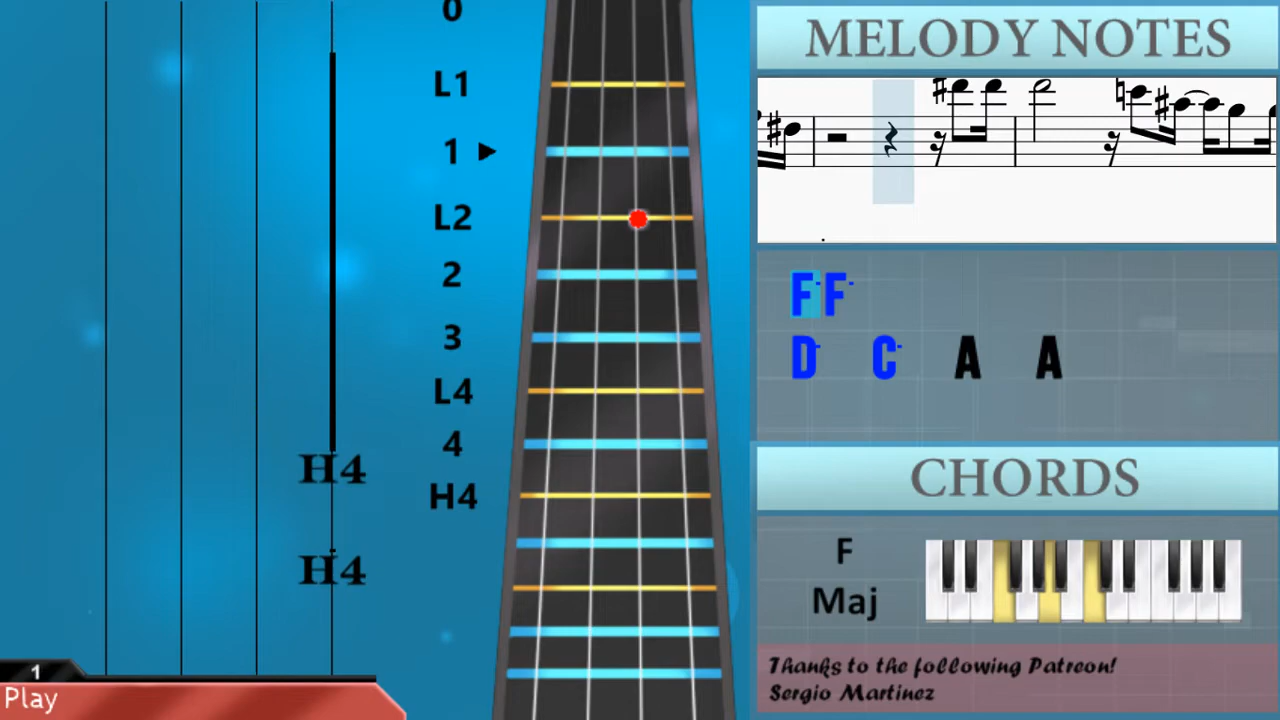 0
L1
1
L2
2
3
L4
4
H4
H4
H4
1
Play
MELODY NOTES
F F
D C A A
CHORDS
F
Maj
Thanks to the following Patreon!
Sergio Martinez